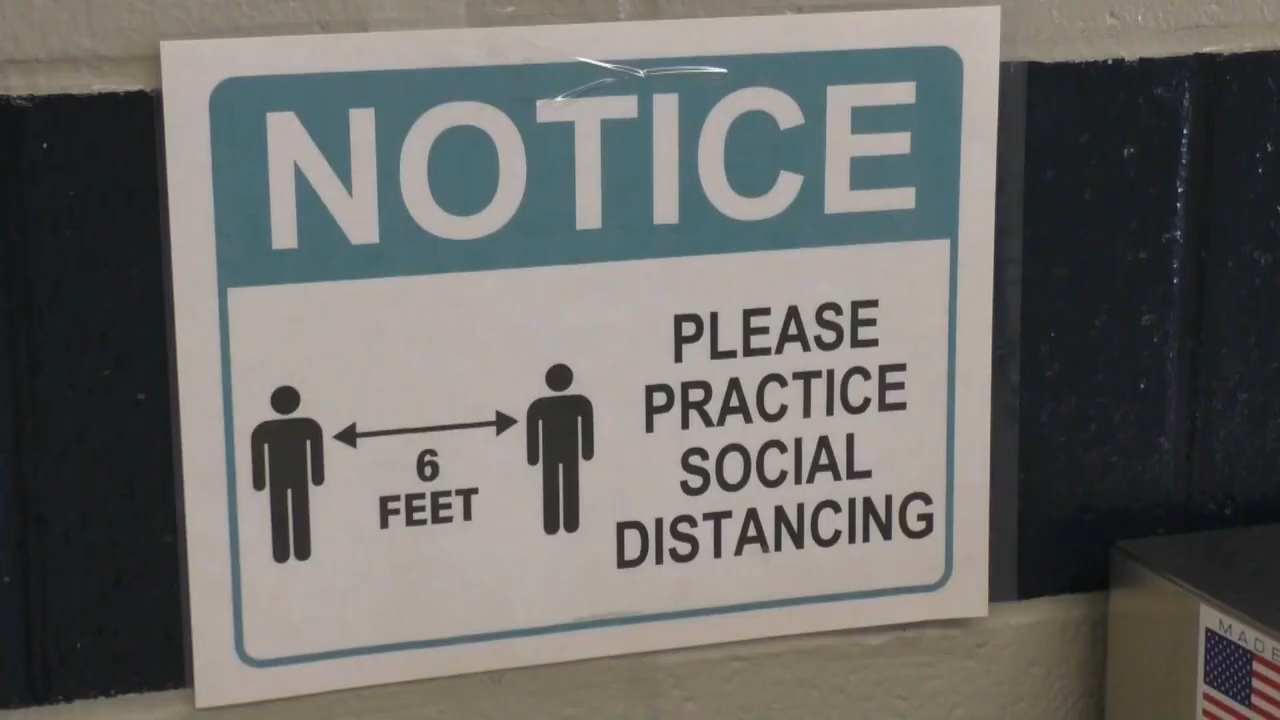 NOTICE
6
FEET
PLEASE
PRACTICE
SOCIAL
DISTANCING
MADE